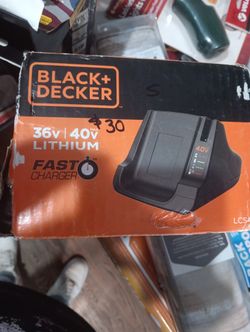 BLACK+
DECKER
S
$30
36V | 40V
LITHIUM
FAST
CHARGER
40V